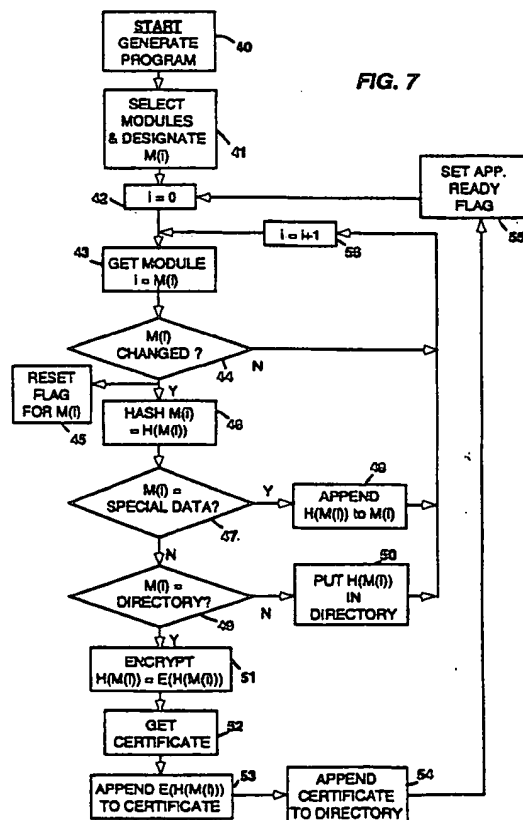 START
GENERATE
PROGRAM
40
FIG. 7
SELECT
MODULES
& DESIGNATE
M(i)
41
SET APP.
READY
FLAG
55
i = 0
42
i = i+1
56
43
GET MODULE
i = M(i)
M(i)
CHANGED ?
44
N
Y
RESET
FLAG
FOR M(i)
45
HASH M(i)
= H(M(i))
46
M(i) =
SPECIAL DATA?
47
Y
48
APPEND
H(M(i)) to M(i)
N
M(i) =
DIRECTORY?
49
N
50
PUT H(M(i))
IN
DIRECTORY
Y
ENCRYPT
H(M(i)) = E(H(M(i)))
51
GET
CERTIFICATE
52
APPEND E(H(M(i)))
TO CERTIFICATE
53
APPEND
CERTIFICATE
TO DIRECTORY
54